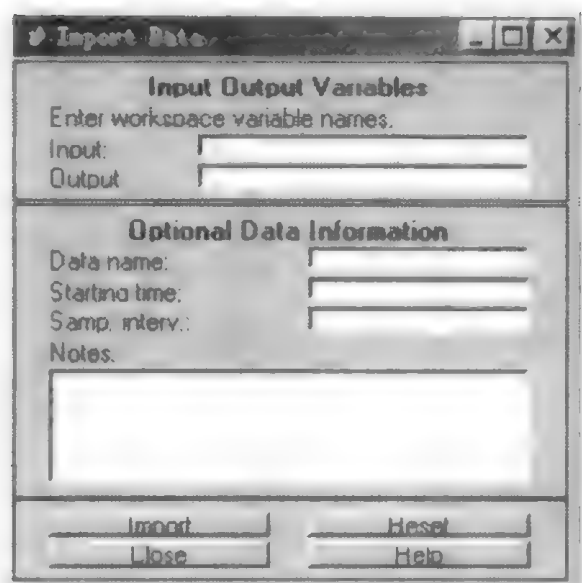 Import Data
Input Output Variables
Enter workspace variable names.
Input:
Output
Optional Data Information
Data name:
Starting time:
Samp. interv.:
Notes.
Import Reset
Close Help